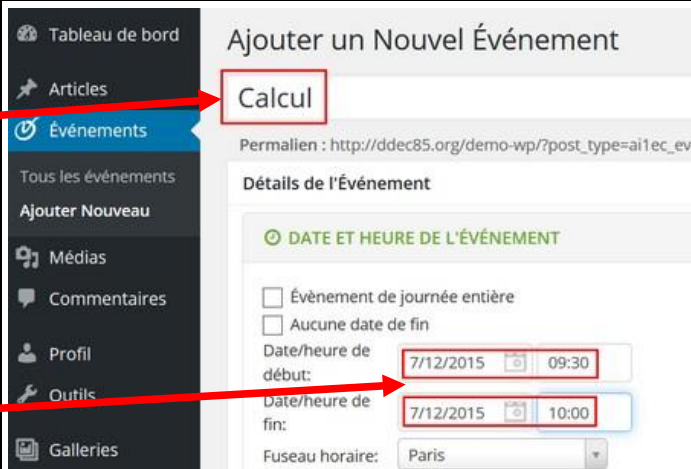 Tableau de bord
Articles
Événements
Tous les événements
Ajouter Nouveau
Médias
Commentaires
Profil
Outils
Galleries
Ajouter un Nouvel Événement
Calcul
Permalien : http://ddec85.org/demo-wp/?post_type=ai1ec_ev
Détails de l'Événement
DATE ET HEURE DE L'ÉVÉNEMENT
Évènement de journée entière
Aucune date de fin
Date/heure de début: 7/12/2015 09:30
Date/heure de fin: 7/12/2015 10:00
Fuseau horaire: Paris